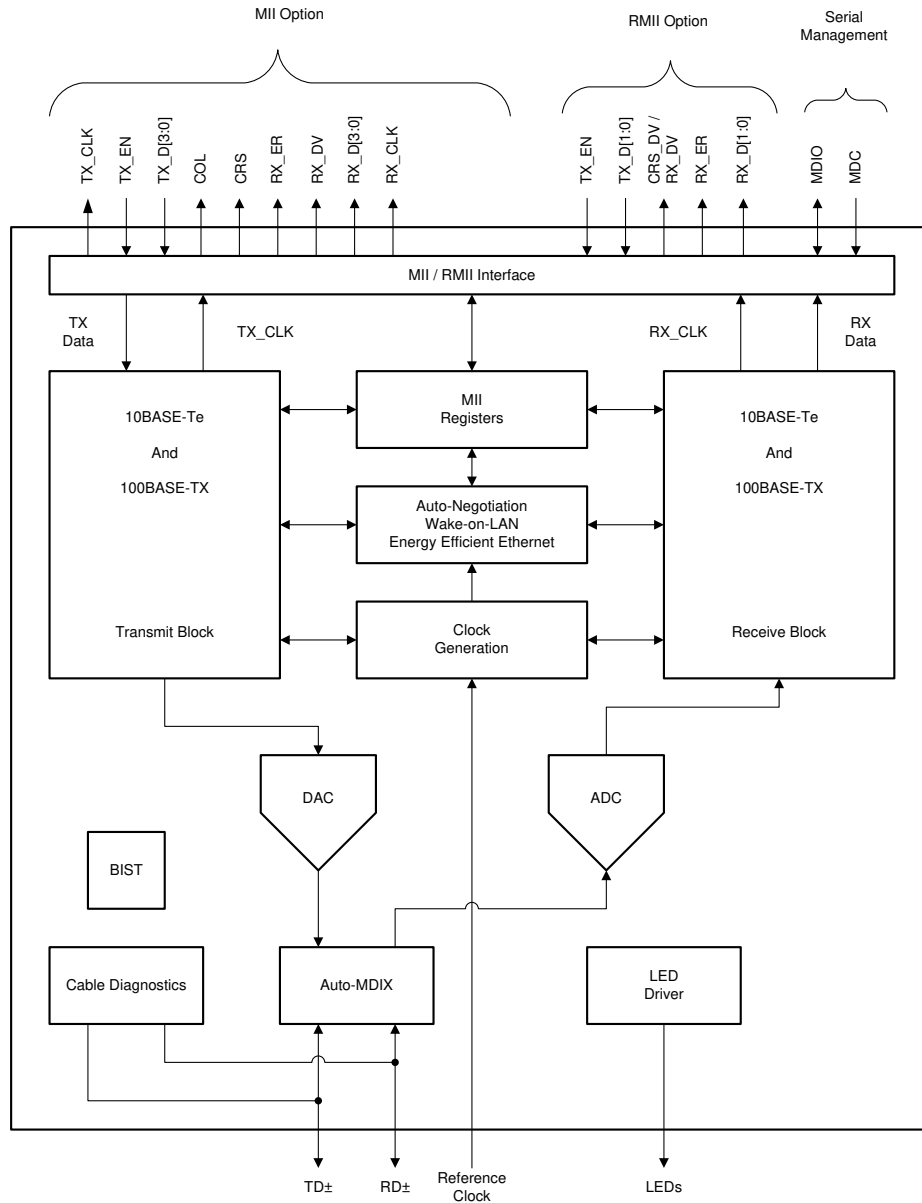 MII Option
RMII Option
Serial
Management
TX_CLK
TX_EN
TX_D[3:0]
COL
CRS
RX_ER
RX_DV
RX_D[3:0]
RX_CLK
TX_EN
TX_D[1:0]
CRS_DV /
RX_DV
RX_ER
RX_D[1:0]
MDIO
MDC
MII / RMII Interface
TX
Data
TX_CLK
RX_CLK
RX
Data
10BASE-Te
And
100BASE-TX
Transmit Block
MII
Registers
Auto-Negotiation
Wake-on-LAN
Energy Efficient Ethernet
Clock
Generation
10BASE-Te
And
100BASE-TX
Receive Block
DAC
ADC
BIST
Cable Diagnostics
Auto-MDIX
LED
Driver
TD±
RD±
Reference
Clock
LEDs